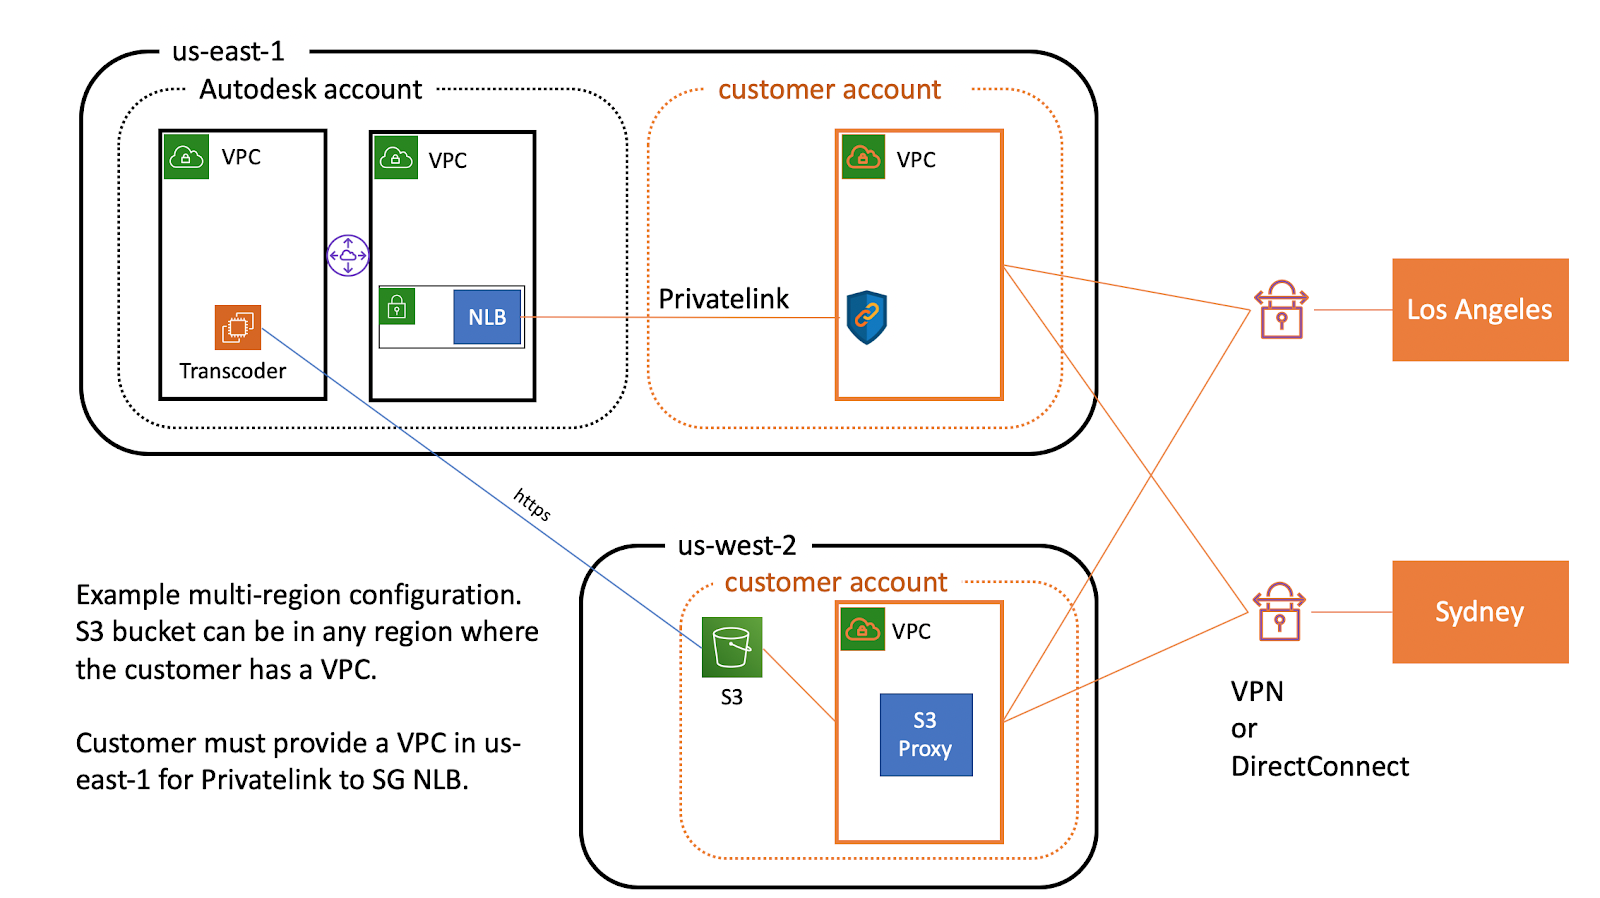 us-east-1
Autodesk account
customer account
VPC
VPC
VPC
Privatelink
NLB
Transcoder
Los Angeles
https
us-west-2
customer account
Example multi-region configuration.
S3 bucket can be in any region where
the customer has a VPC.
Customer must provide a VPC in us-
east-1 for Privatelink to SG NLB.
S3
VPC
S3
Proxy
Sydney
VPN
or
DirectConnect